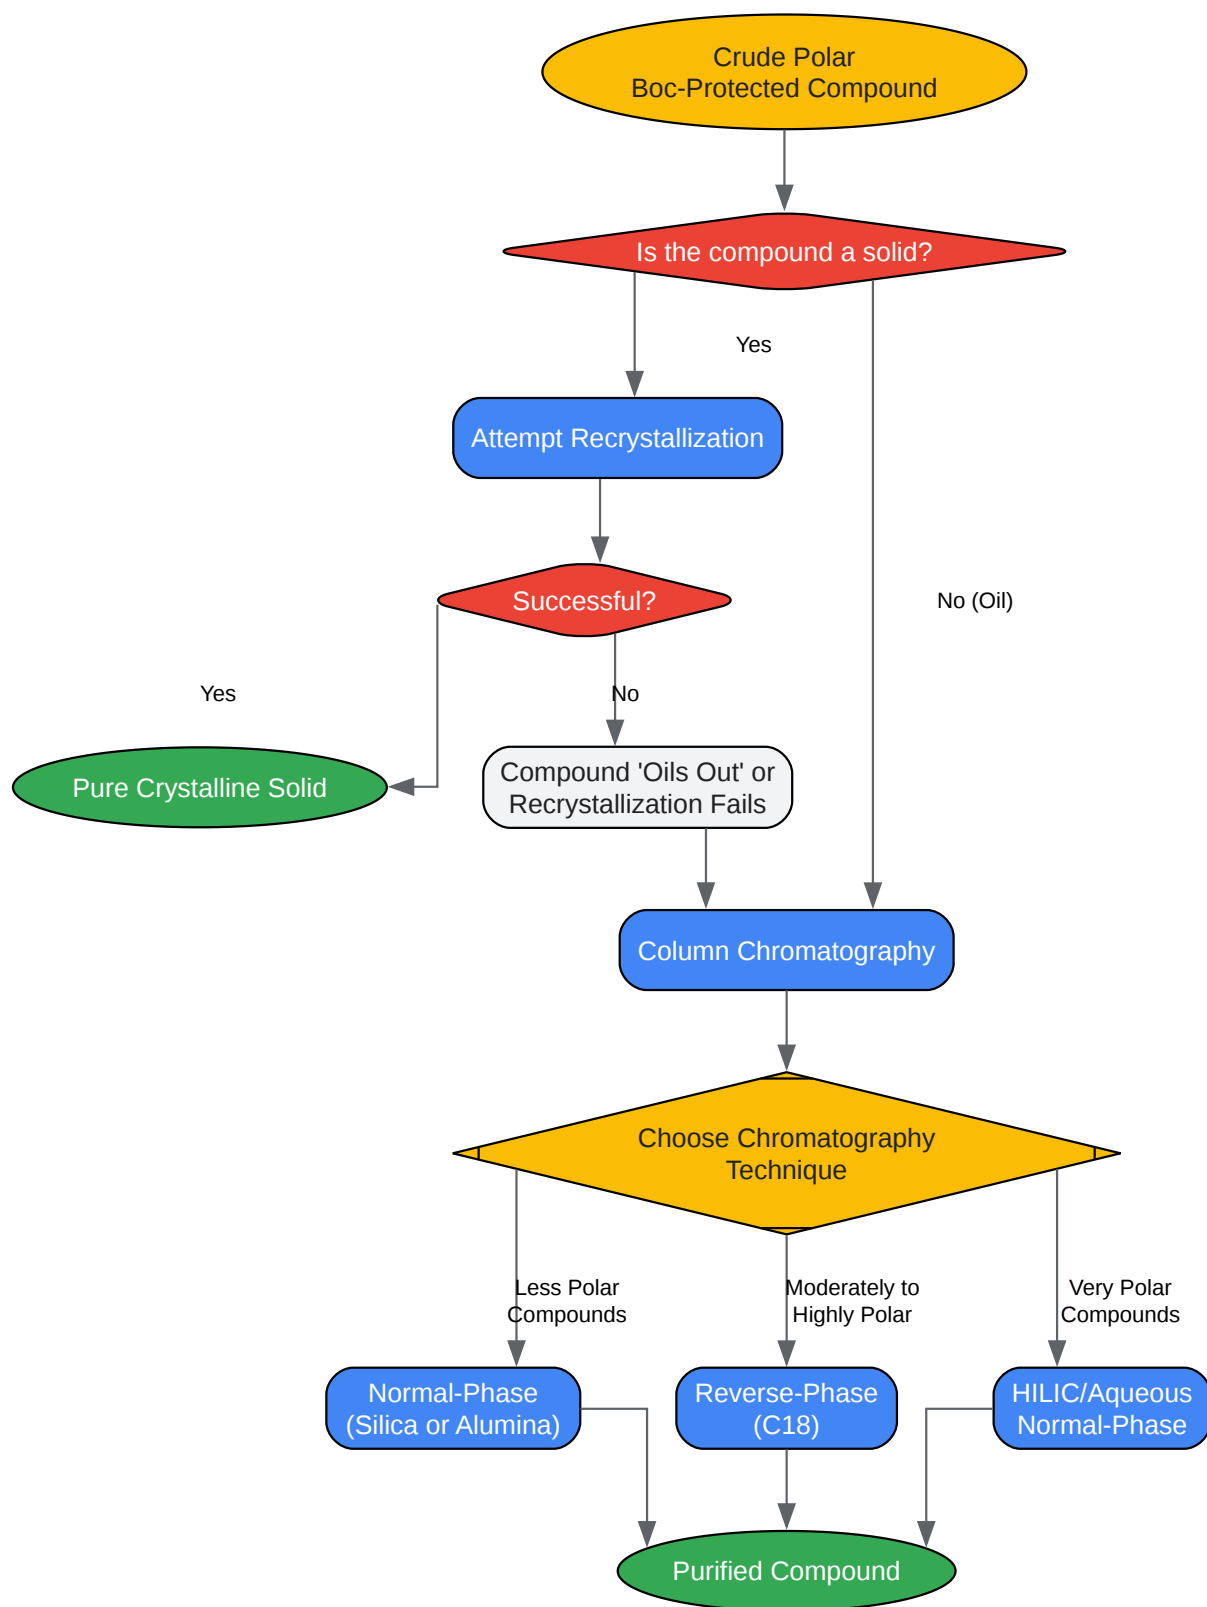 Crude Polar
Boc-Protected Compound
Is the compound a solid?
Yes
Attempt Recrystallization
Successful?
No (Oil)
Yes
No
Pure Crystalline Solid
Compound 'Oils Out' or
Recrystallization Fails
Column Chromatography
Choose Chromatography
Technique
Less Polar
Compounds
Moderately to
Highly Polar
Very Polar
Compounds
Normal-Phase
(Silica or Alumina)
Reverse-Phase
(C18)
HILIC/Aqueous
Normal-Phase
Purified Compound